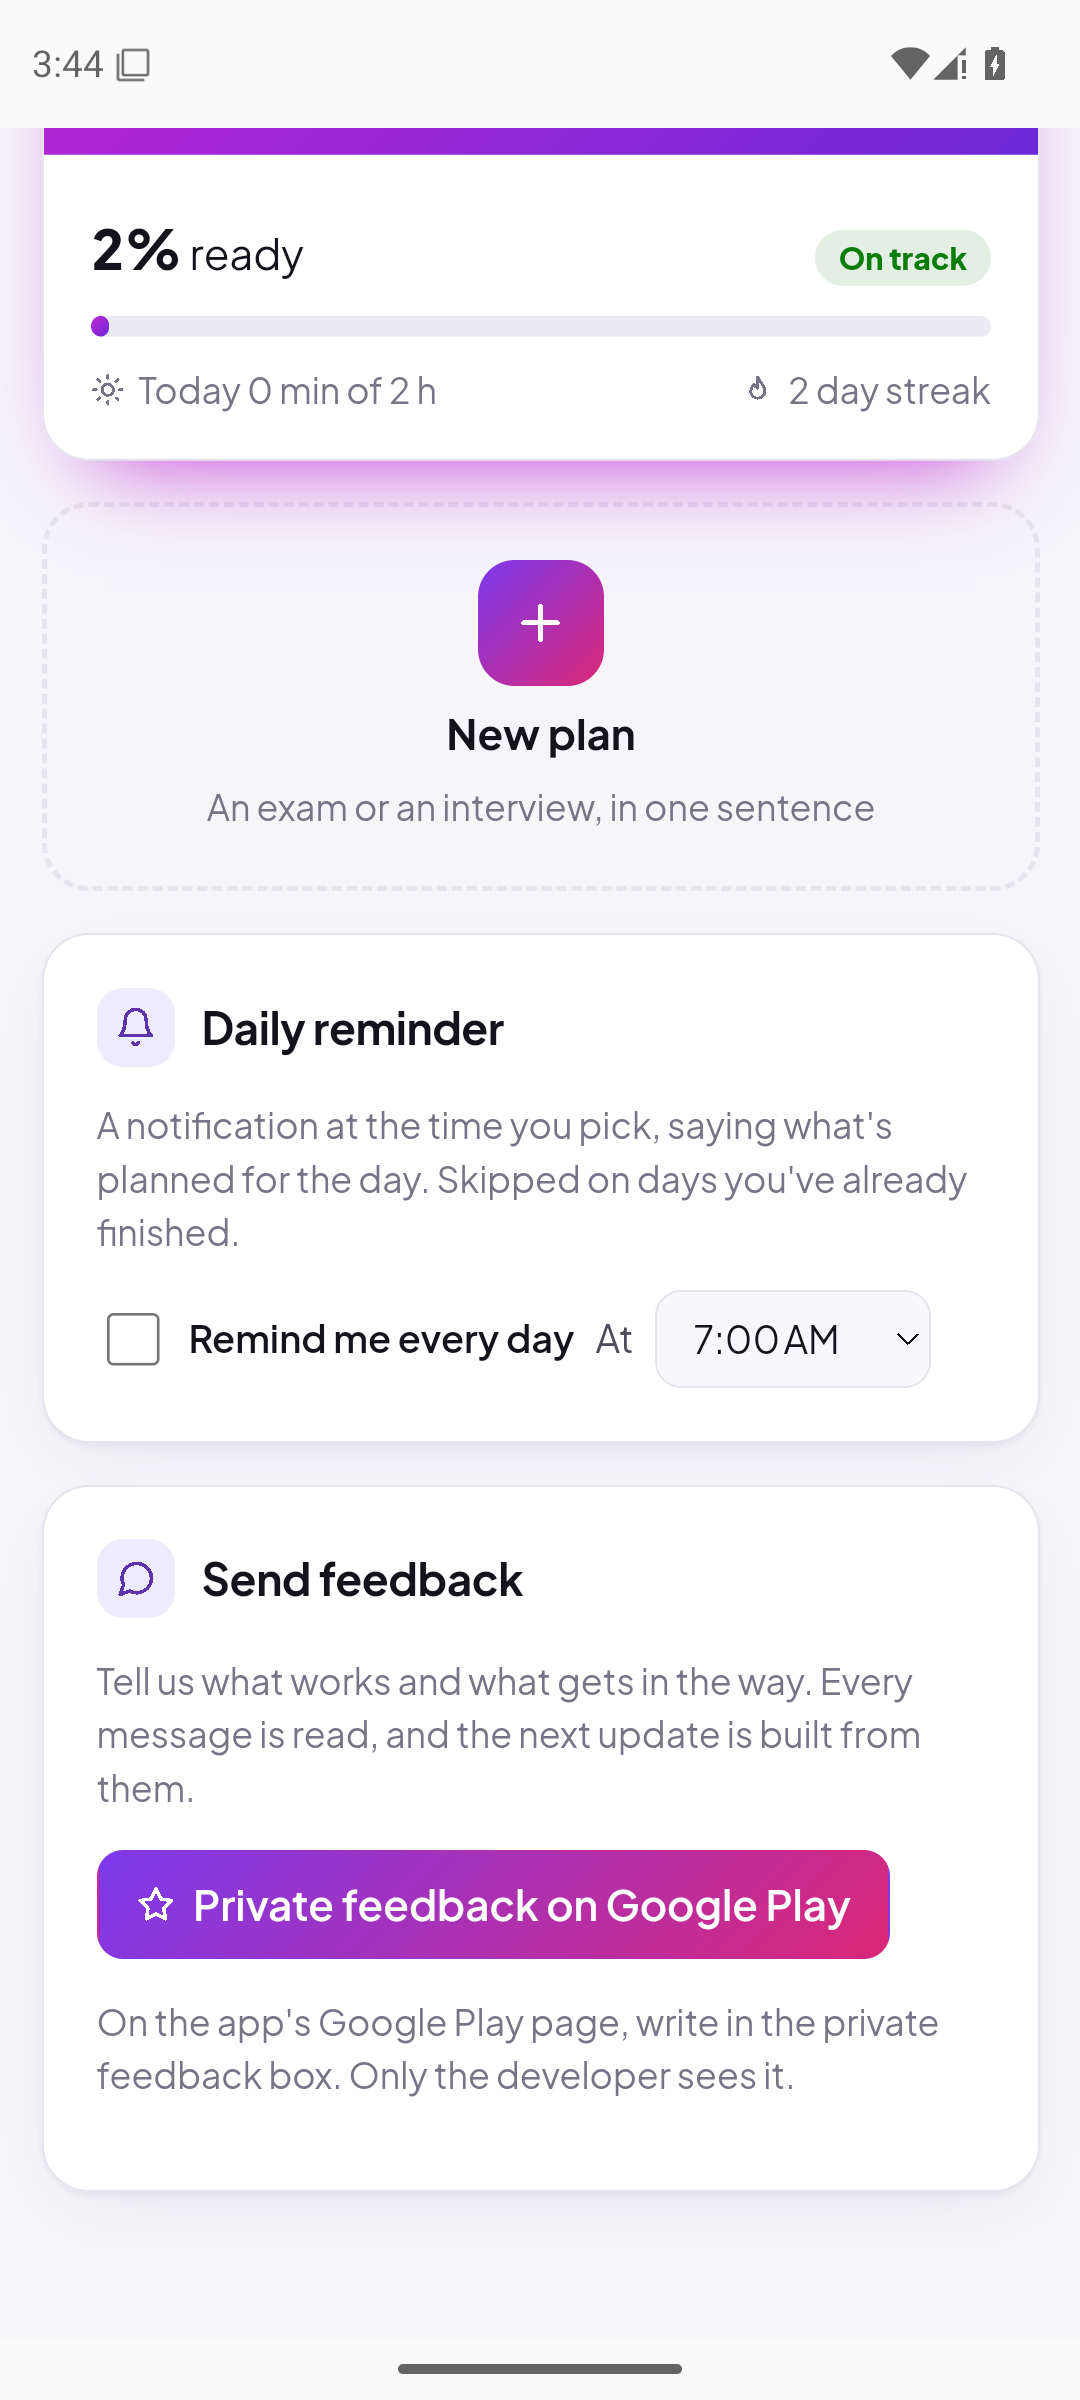 3:44
2% ready
On track
Today 0 min of 2 h
2 day streak
New plan
An exam or an interview, in one sentence
Daily reminder
A notification at the time you pick, saying what's
planned for the day. Skipped on days you've already
finished.
Remind me every day At 7:00 AM
Send feedback
Tell us what works and what gets in the way. Every
message is read, and the next update is built from
them.
Private feedback on Google Play
On the app's Google Play page, write in the private
feedback box. Only the developer sees it.